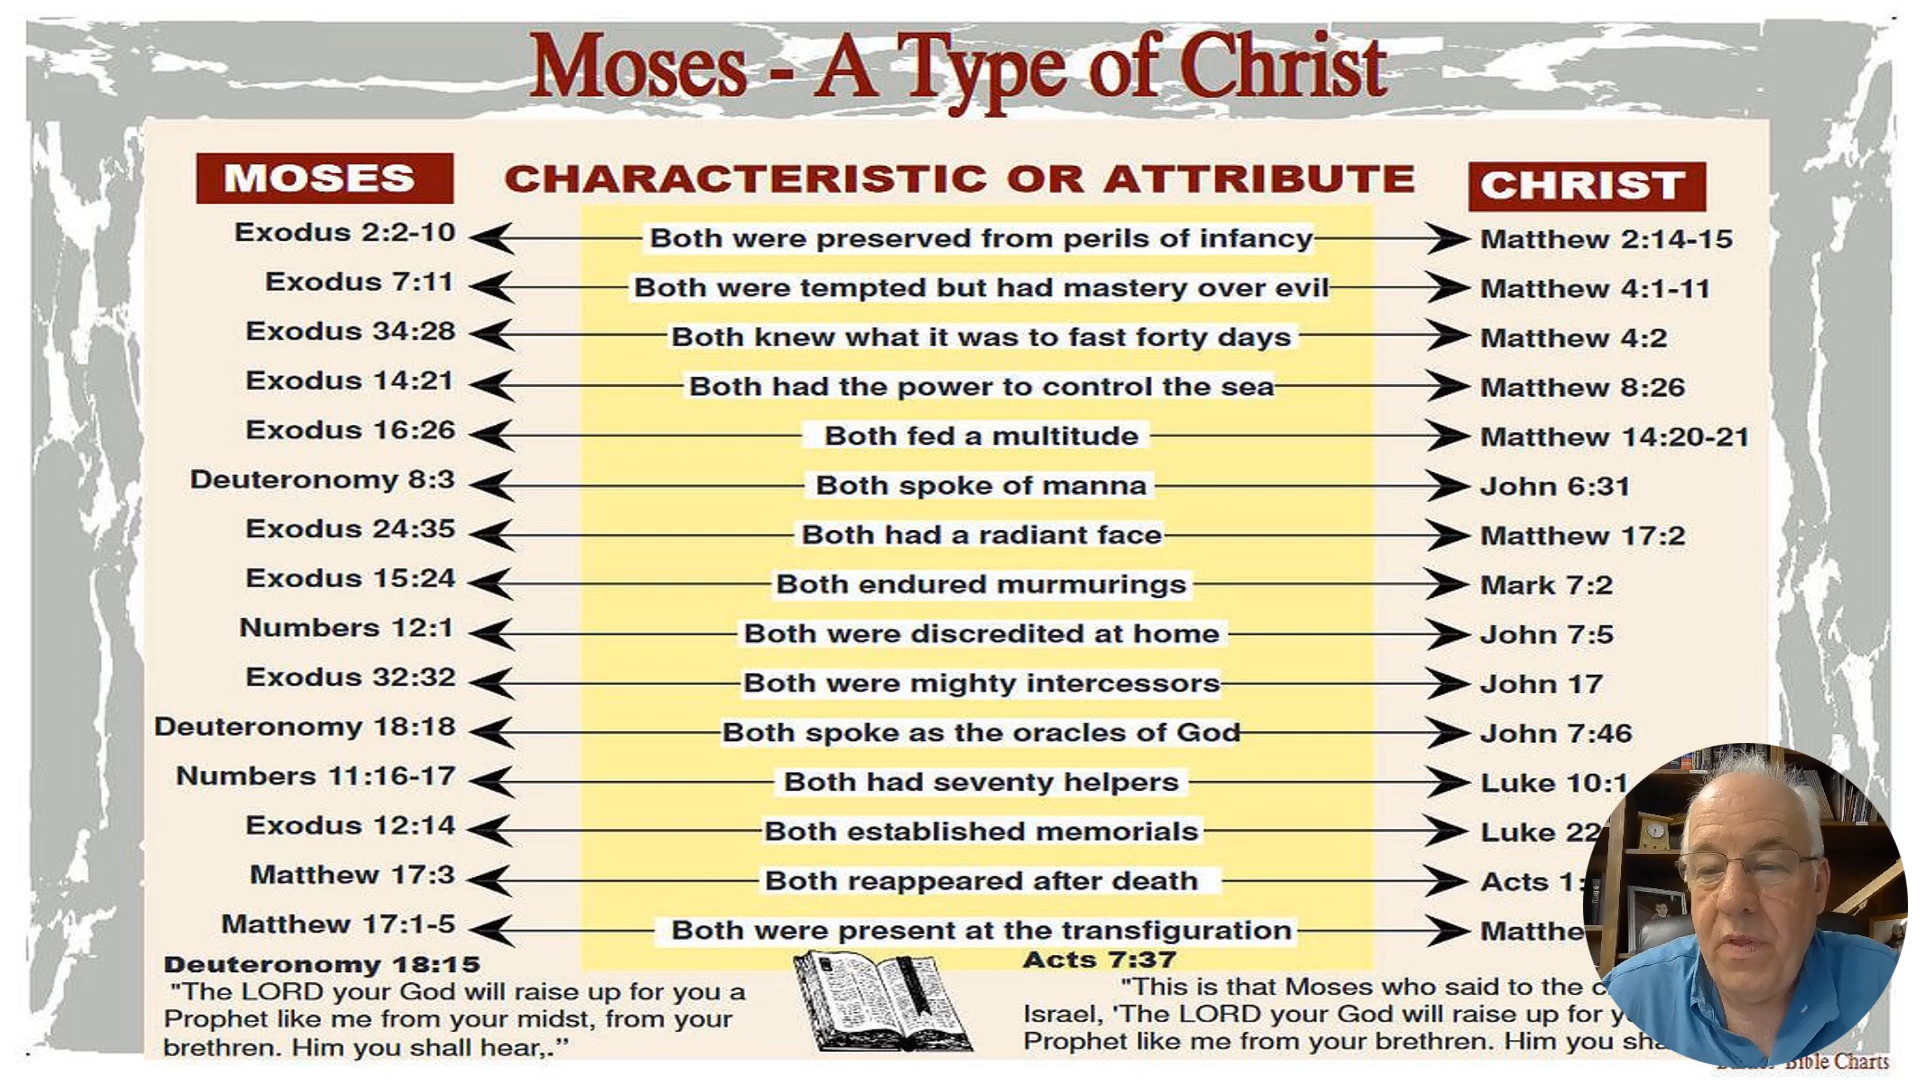 Moses - A Type of Christ
MOSES CHARACTERISTIC OR ATTRIBUTE CHRIST
Exodus 2:2-10 Both were preserved from perils of infancy Matthew 2:14-15
Exodus 7:11 Both were tempted but had mastery over evil Matthew 4:1-11
Exodus 34:28 Both knew what it was to fast forty days Matthew 4:2
Exodus 14:21 Both had the power to control the sea Matthew 8:26
Exodus 16:26 Both fed a multitude Matthew 14:20-21
Deuteronomy 8:3 Both spoke of manna John 6:31
Exodus 24:35 Both had a radiant face Matthew 17:2
Exodus 15:24 Both endured murmurings Mark 7:2
Numbers 12:1 Both were discredited at home John 7:5
Exodus 32:32 Both were mighty intercessors John 17
Deuteronomy 18:18 Both spoke as the oracles of God John 7:46
Numbers 11:16-17 Both had seventy helpers Luke 10:1
Exodus 12:14 Both established memorials Luke 22
Matthew 17:3 Both reappeared after death Acts 1:
Matthew 17:1-5 Both were present at the transfiguration
Deuteronomy 18:15
"The LORD your God will raise up for you a
Prophet like me from your midst, from your
brethren. Him you shall hear,."
Acts 7:37
"This is that Moses who said to the
Israel, 'The LORD your God will raise up for
Prophet like me from your brethren. Him you
Bible Charts